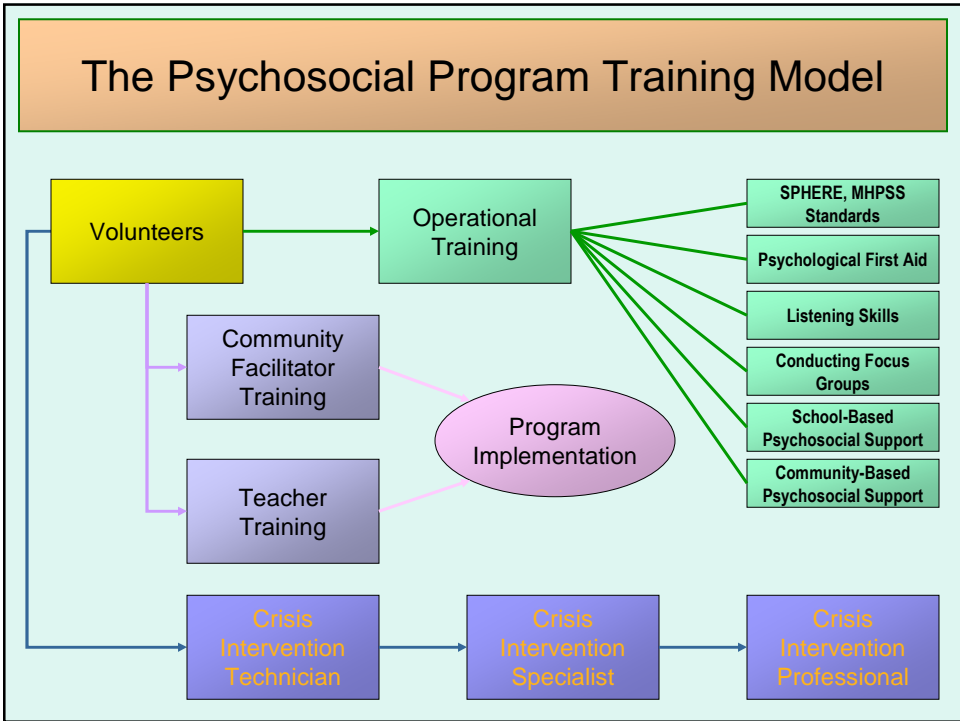 The Psychosocial Program Training Model
Volunteers
Operational
Training
SPHERE, MHPSS
Standards
Psychological First Aid
Listening Skills
Conducting Focus
Groups
School-Based
Psychosocial Support
Community-Based
Psychosocial Support
Community
Facilitator
Training
Program
Implementation
Teacher
Training
Crisis
Intervention
Technician
Crisis
Intervention
Specialist
Crisis
Intervention
Professional